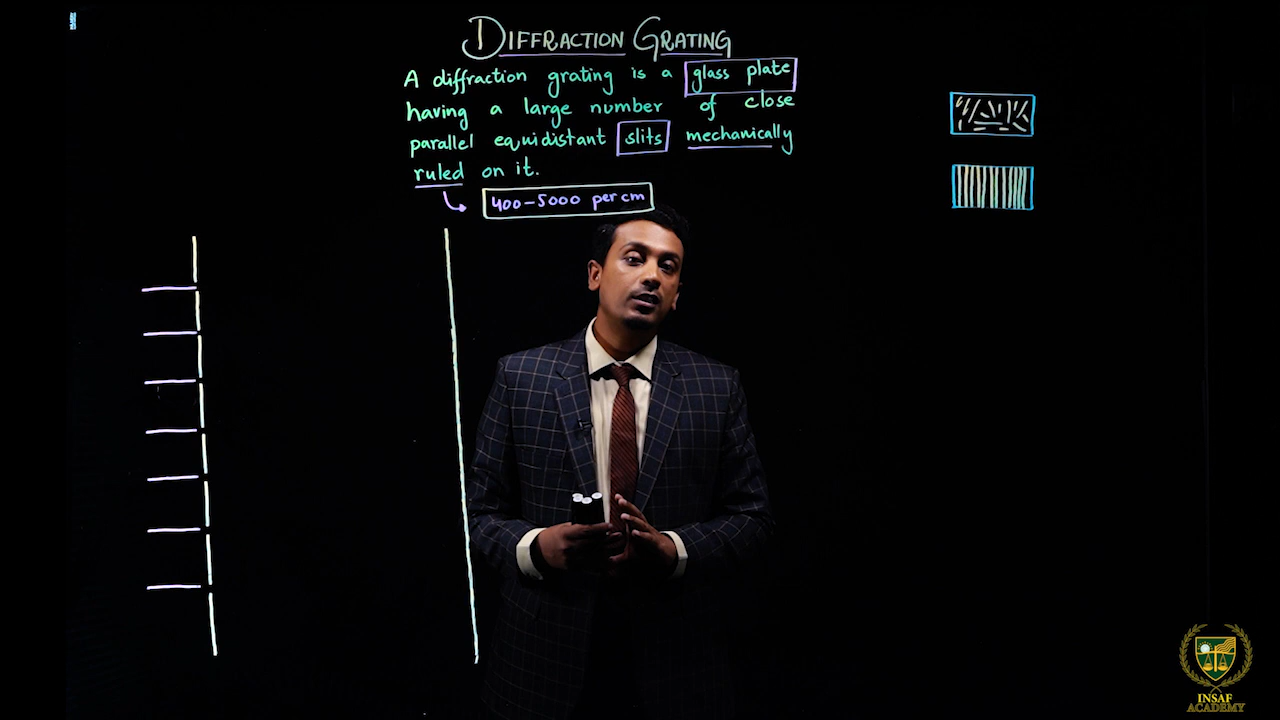 DIFFRACTION GRATING
A diffraction grating is a glass plate
having a large number of close
parallel equidistant slits mechanically
ruled on it.
400-5000 per cm
INSAF
ACADEMY